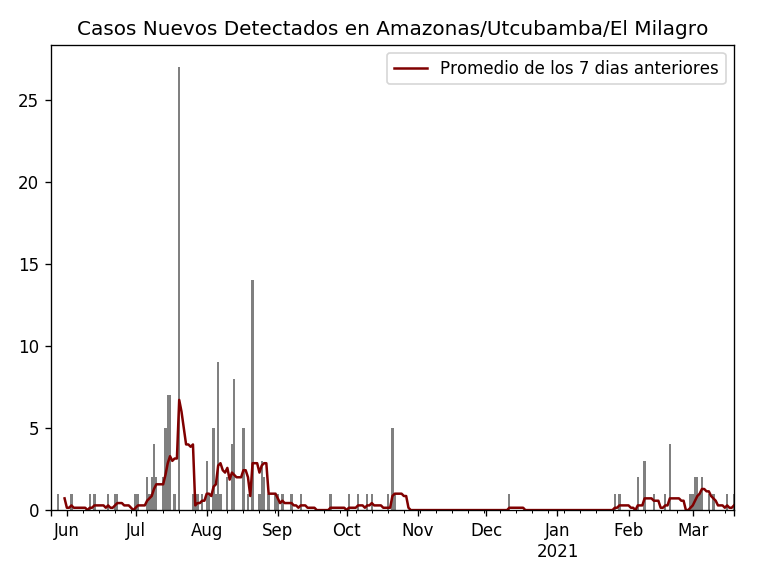 Casos Nuevos Detectados en Amazonas/Utcubamba/El Milagro
Promedio de los 7 dias anteriores
25
20
15
10
5
0
Jun Jul Aug Sep Oct Nov Dec Jan Feb Mar
2021